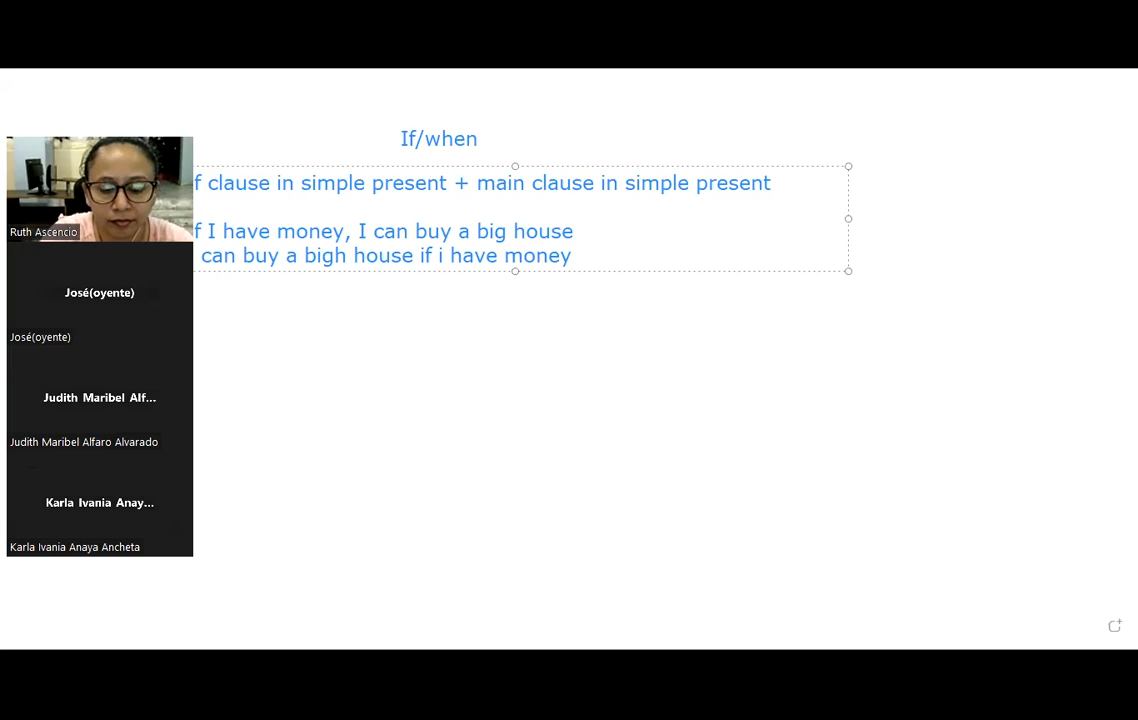 If/when
f clause in simple present + main clause in simple present
f I have money, I can buy a big house
can buy a bigh house if i have money
Ruth Ascencio
José(oyente)
José(oyente)
Judith Maribel Alf...
Judith Maribel Alfaro Alvarado
Karla Ivania Anay...
Karla Ivania Anaya Ancheta